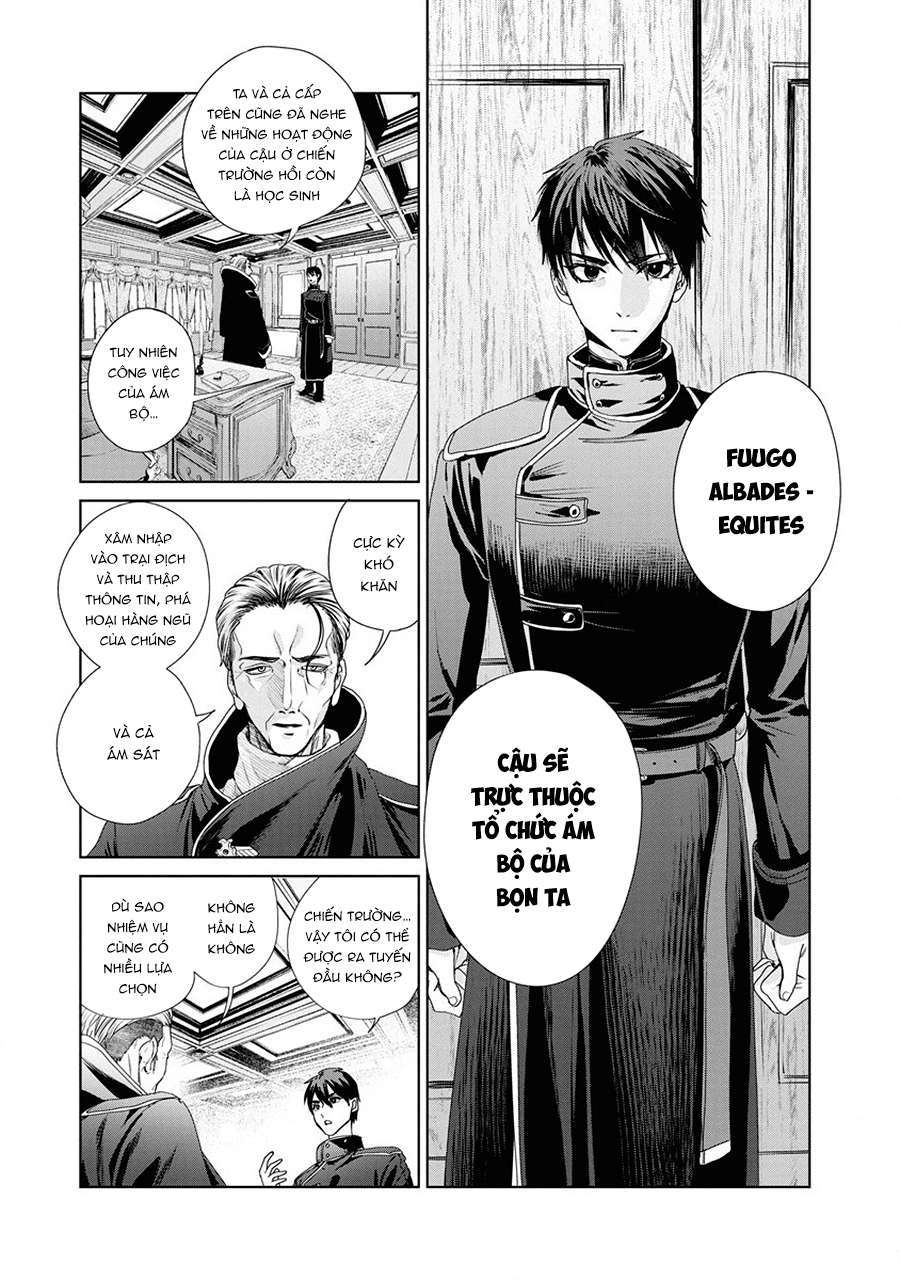 FUUGO
ALBADES -
EQUITES
CẬU SẼ
TRỰC THUỘC
TỔ CHỨC ÁM
BỘ CỦA
BỌN TA
TA VÀ CẢ CẤP
TRÊN CŨNG ĐÃ NGHE
VỀ NHỮNG HOẠT ĐỘNG
CỦA CẬU Ở CHIẾN
TRƯỜNG HỒI CÒN
LÀ HỌC SINH
TUY NHIÊN
CÔNG VIỆC
CỦA ÁM
BỘ...
CỰC KỲ
KHÓ
KHĂN
XÂM NHẬP
VÀO TRẠI ĐỊCH
VÀ THU THẬP
THÔNG TIN, PHÁ
HOẠI HÀNG NGŨ
CỦA CHÚNG
VÀ CẢ
ÁM SÁT
CHIẾN TRƯỜNG...
VẬY TÔI CÓ THỂ
ĐƯỢC RA TUYẾN
ĐẦU KHÔNG?
KHÔNG
HẲN LÀ
KHÔNG
DÙ SAO
NHIỆM VỤ
CŨNG CÓ
NHIỀU LỰA
CHỌN